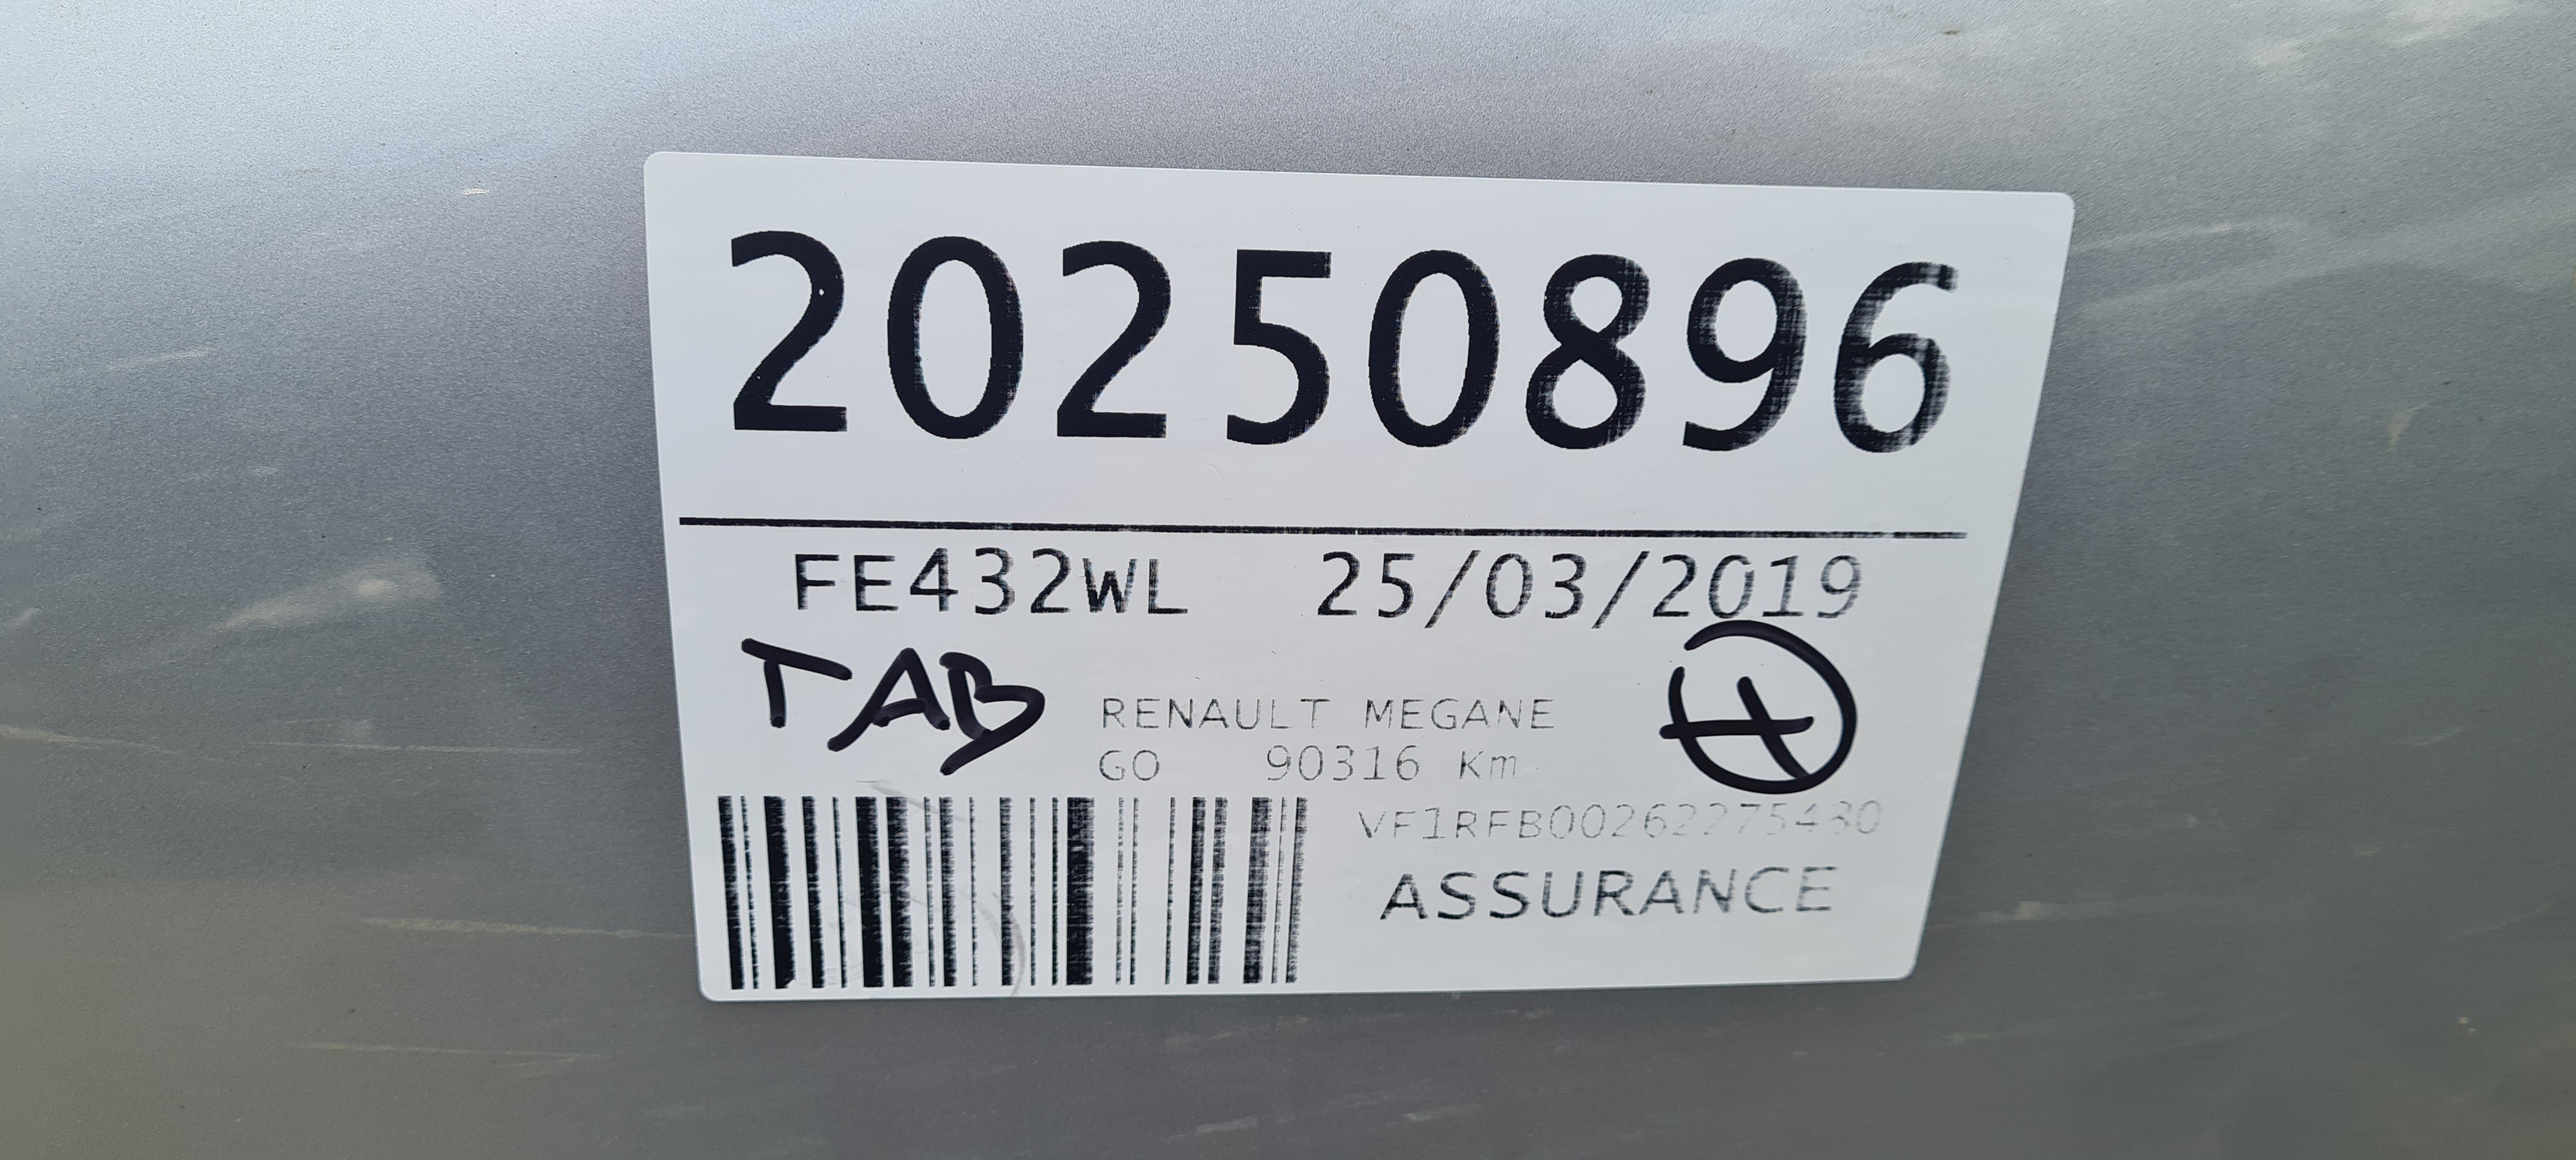 20250896
FE432WL 25/03/2019
TAB
RENAULT MEGANE
GO 90316 Km
VF1RFB00262275430
ASSURANCE